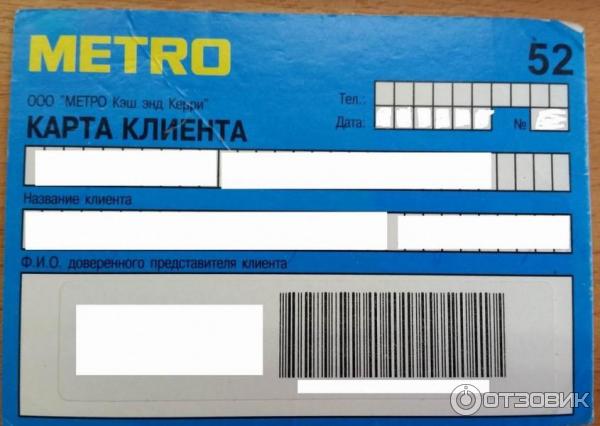 METRO
52
ООО "МЕТРО Кэш энд Керри"
Тел.:
КАРТА КЛИЕНТА
Дата:
№
Название клиента
Ф.И.О. доверенного представителя клиента
ОТЗОВИК